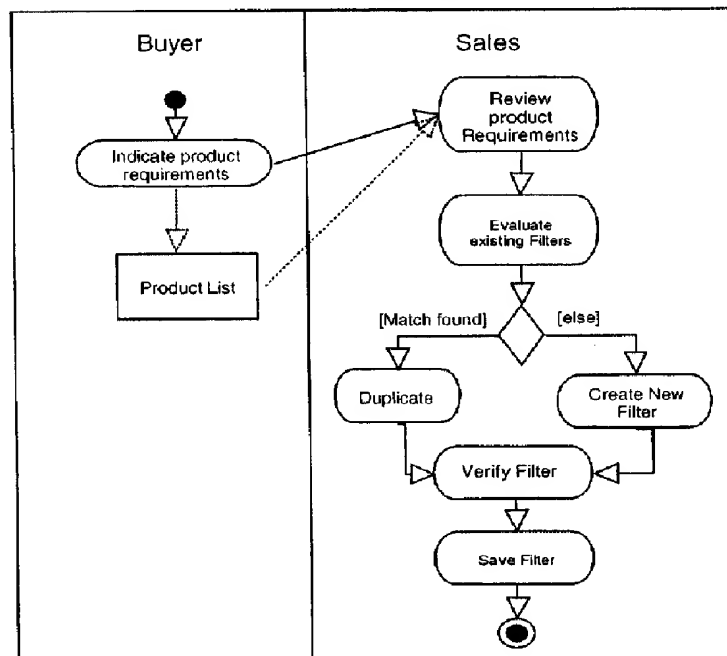 Buyer
Sales
Indicate product
requirements
Product List
Review
product
Requirements
Evaluate
existing Filters
[Match found]
[else]
Duplicate
Create New
Filter
Verify Filter
Save Filter